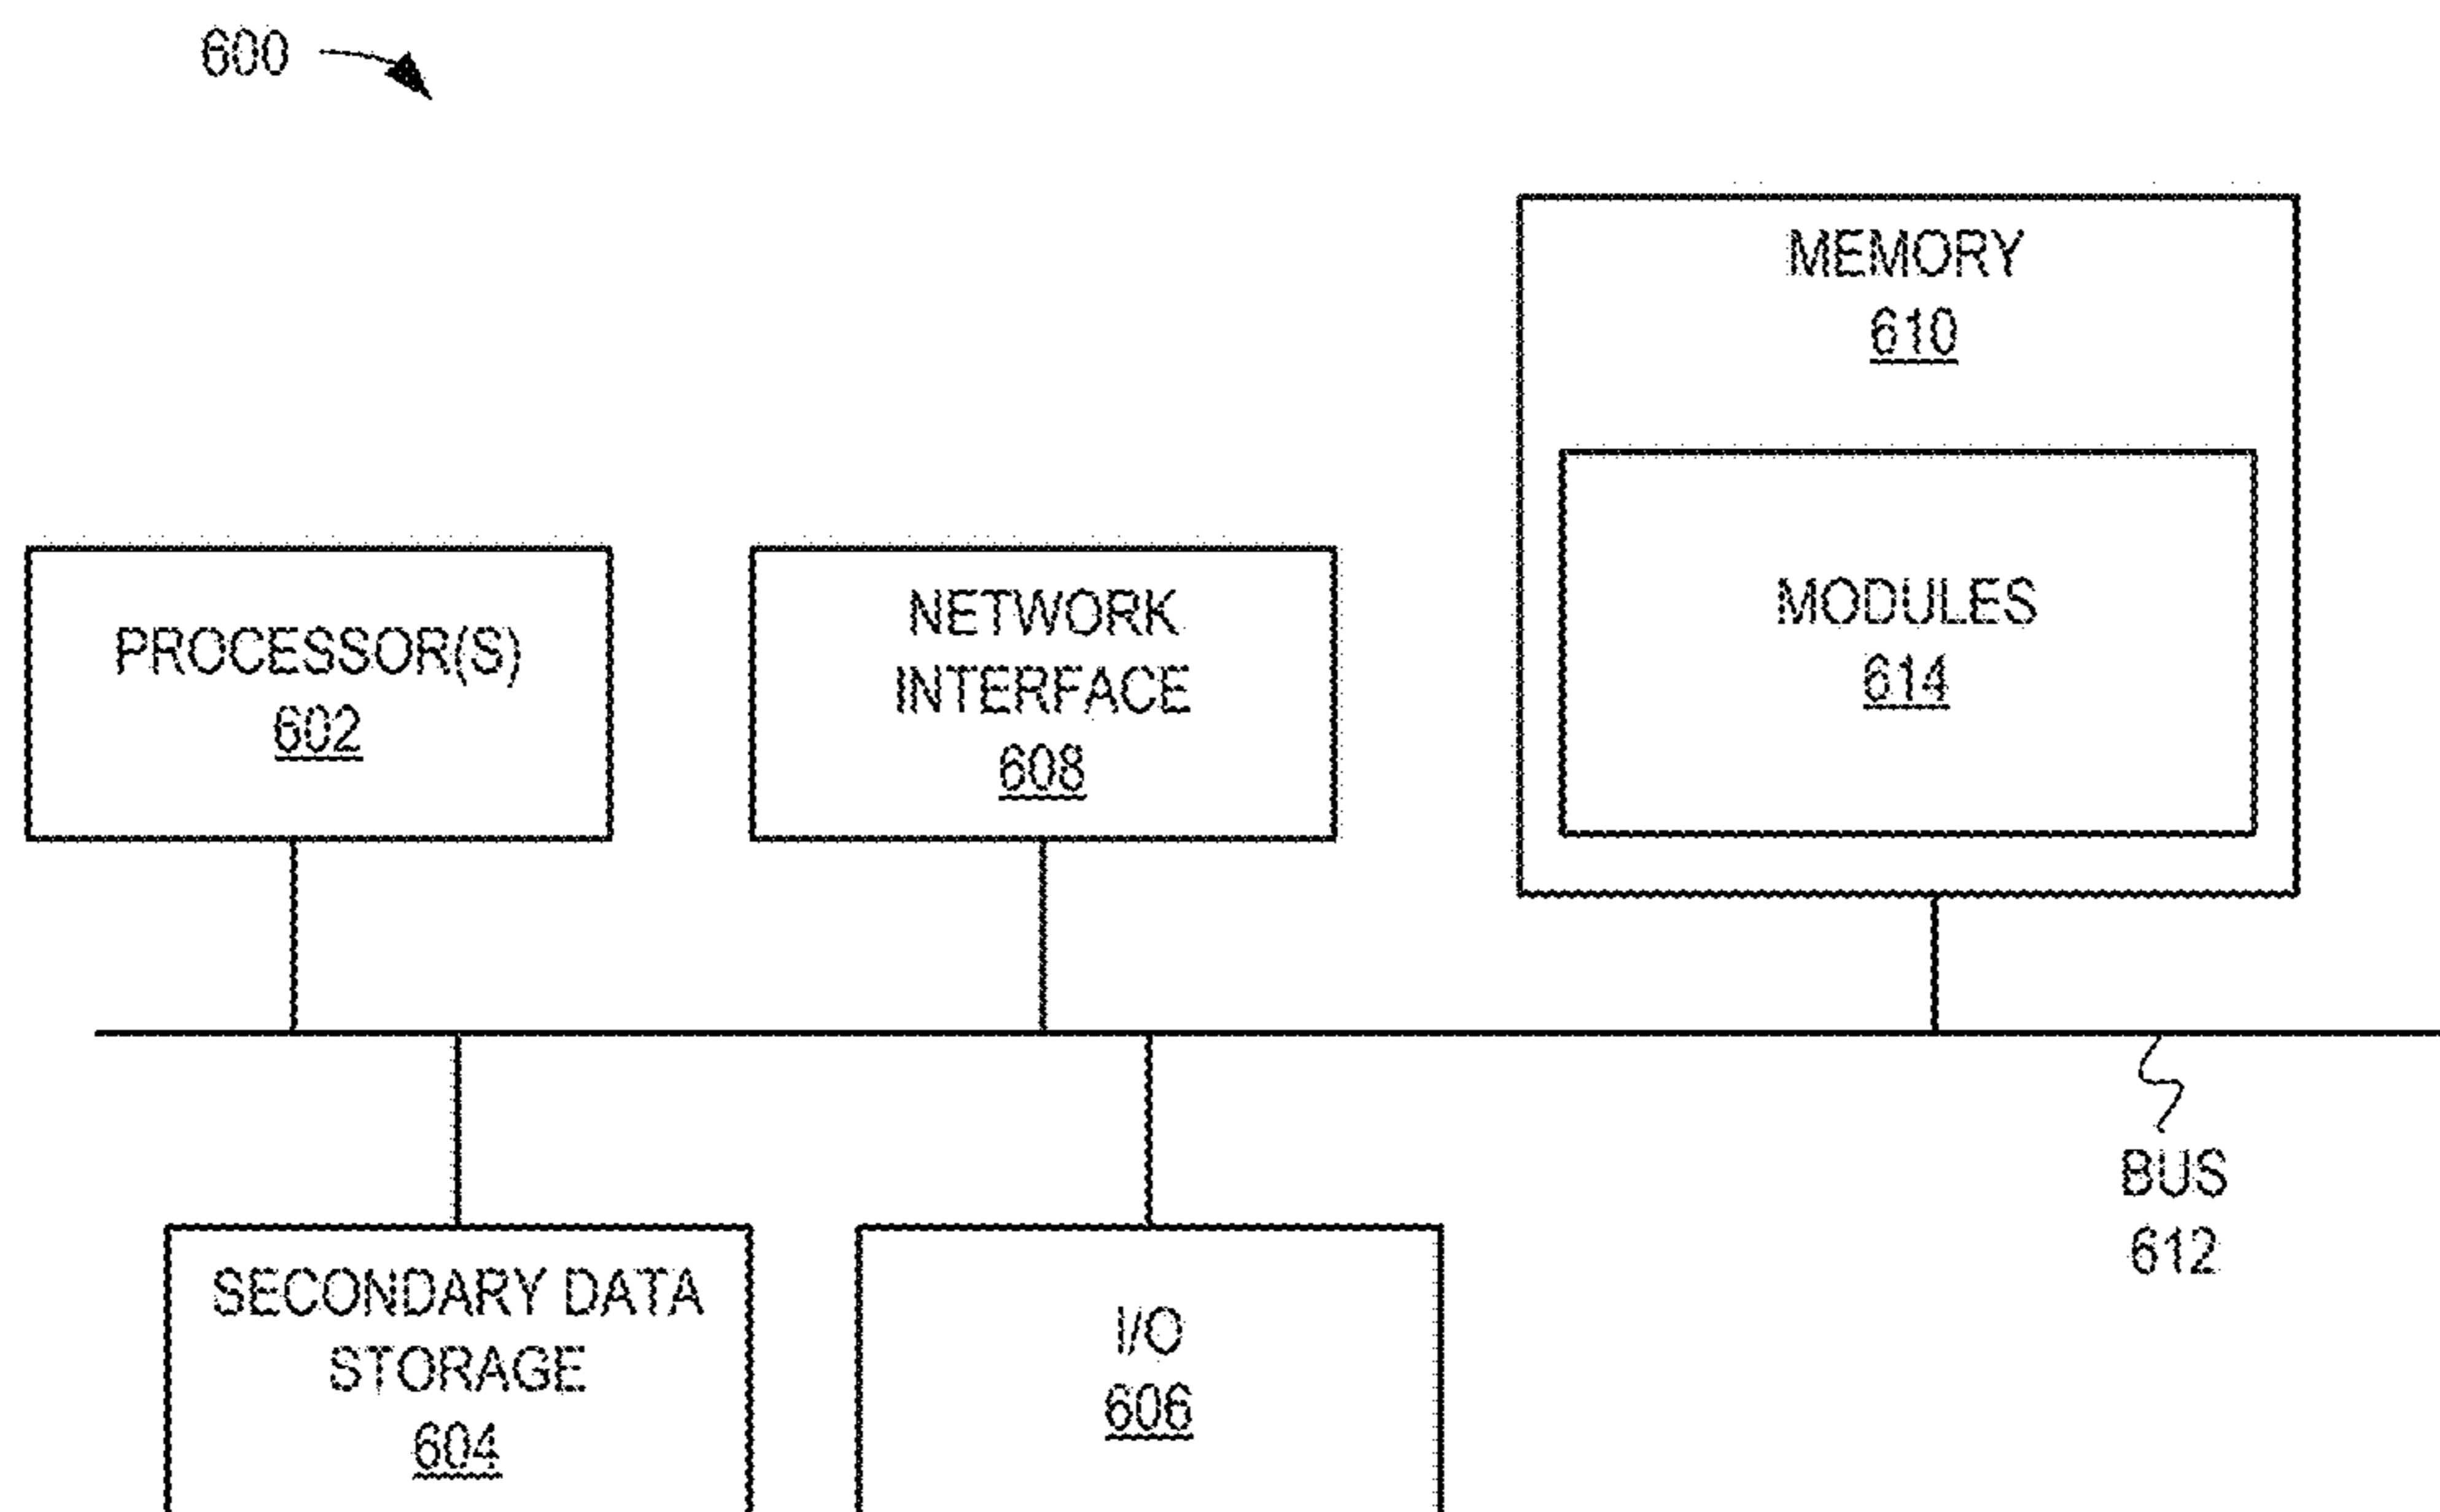 600
MEMORY
610
MODULES
614
PROCESSOR(S)
602
NETWORK
INTERFACE
608
BUS
612
SECONDARY DATA
STORAGE
604
I/O
606